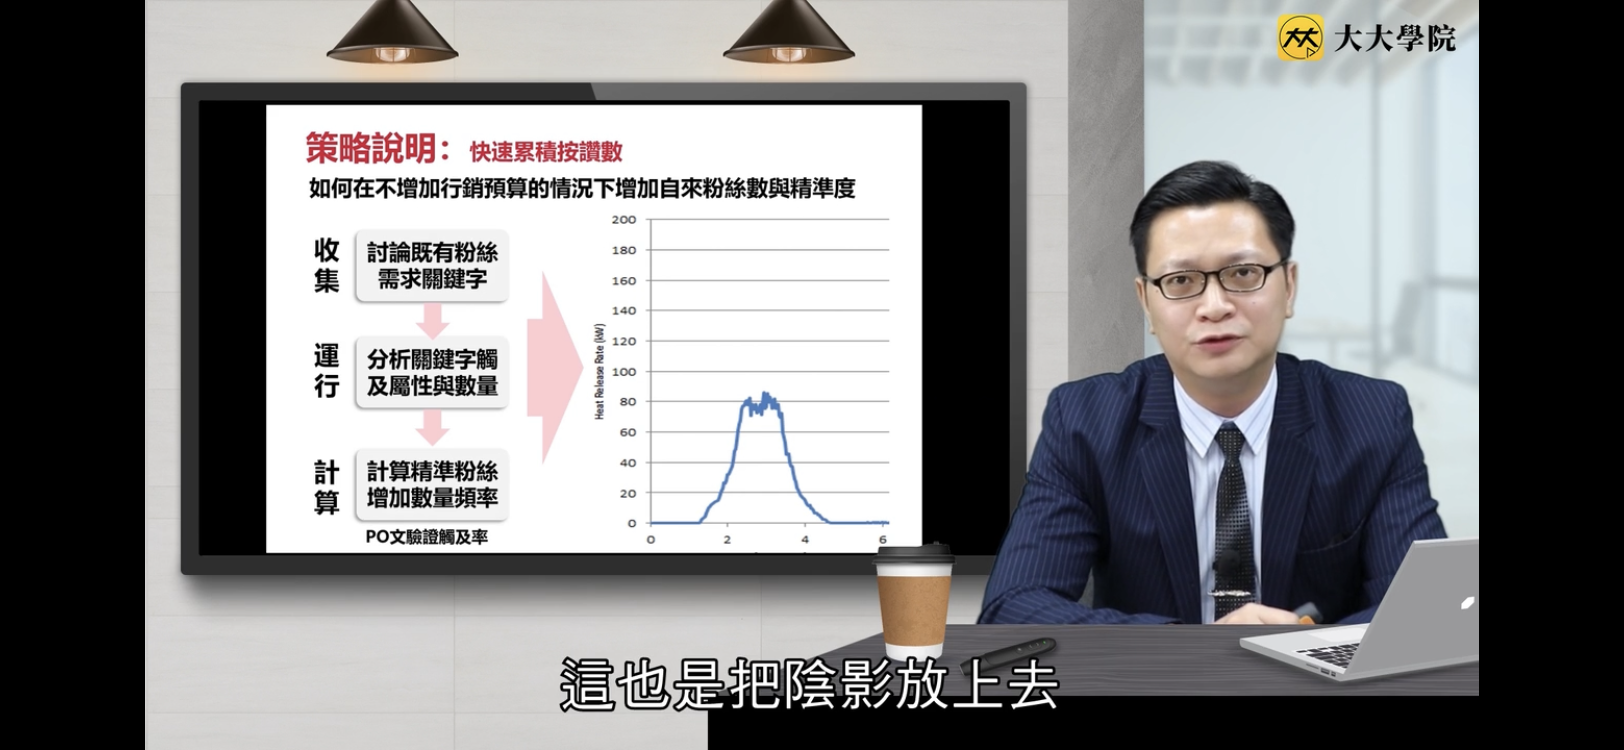 大大學院
策略說明：快速累積按讚數
如何在不增加行銷預算的情況下增加自來粉絲數與精準度
收集
討論既有粉絲
需求關鍵字
運行
分析關鍵字觸
及屬性與數量
計算
計算精準粉絲
增加數量頻率
PO文驗證觸及率
Heat Release Rate (kW)
200
180
160
140
120
100
80
60
40
20
0
0 2 4 6
這也是把陰影放上去